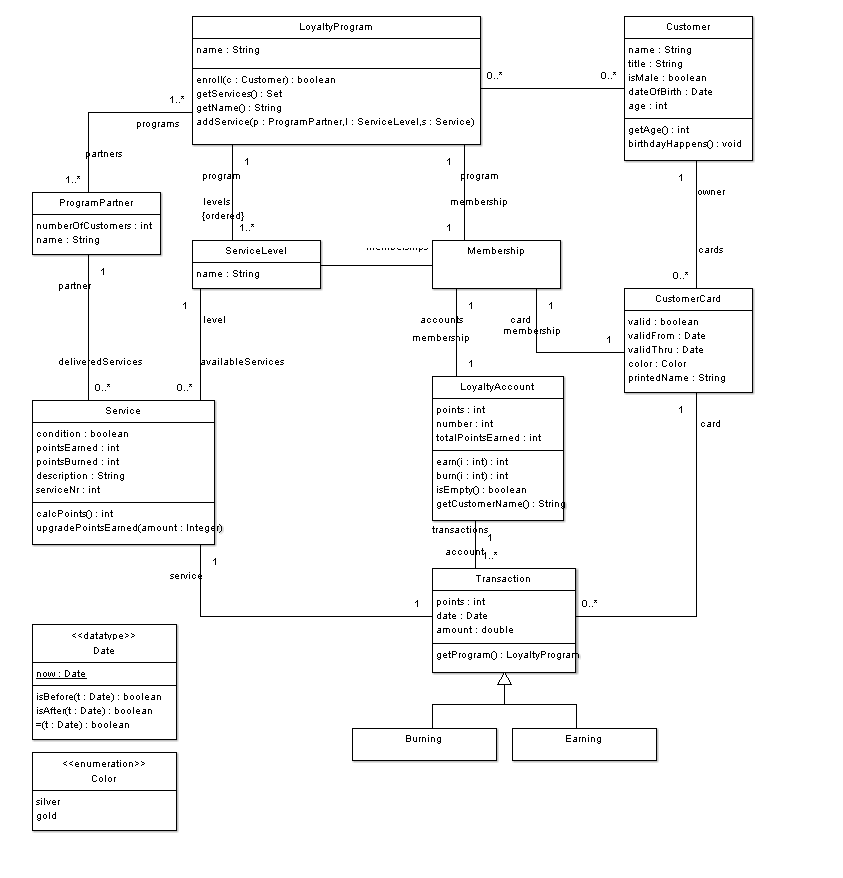 LoyaltyProgram
name : String
enroll(c : Customer) : boolean
getServices() : Set
getName() : String
addService(p : ProgramPartner,l : ServiceLevel,s : Service)
Customer
name : String
title : String
isMale : boolean
dateOfBirth : Date
age : int
getAge() : int
birthdayHappens() : void
0..*
0..*
1..*
programs
partners
1..*
1
program
levels
{ordered}
1..*
1
program
membership
1
1
owner
cards
0..*
ProgramPartner
numberOfCustomers : int
name : String
ServiceLevel
name : String
Membership
CustomerCard
valid : boolean
validFrom : Date
validThru : Date
color : Color
printedName : String
1
partner
deliveredServices
0..*
1
level
availableServices
0..*
1
accounts
membership
1
1
card
membership
1
Service
condition : boolean
pointsEarned : int
pointsBurned : int
description : String
serviceNr : int
calcPoints() : int
upgradePointsEarned(amount : Integer)
LoyaltyAccount
points : int
number : int
totalPointsEarned : int
earn(i : int) : int
burn(i : int) : int
isEmpty() : boolean
getCustomerName() : String
1
card
transactions
1
account
1..*
1
service
1
0..*
Transaction
points : int
date : Date
amount : double
getProgram() : LoyaltyProgram
<<datatype>>
Date
now : Date
isBefore(t : Date) : boolean
isAfter(t : Date) : boolean
=(t : Date) : boolean
Burning
Earning
<<enumeration>>
Color
silver
gold